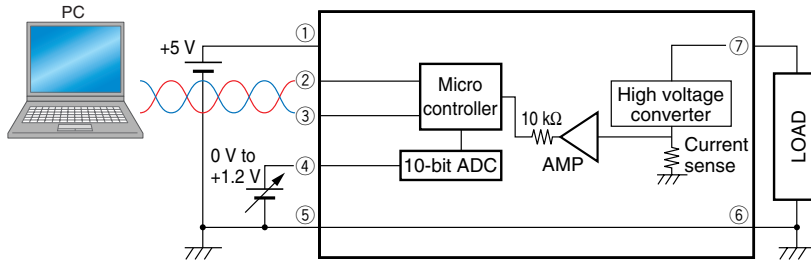 PC
①
+5 V
②
③
0 V to
+1.2 V
④
⑤
Micro
controller
10-bit ADC
10 kΩ
AMP
High voltage
converter
Current
sense
⑦
⑥
LOAD